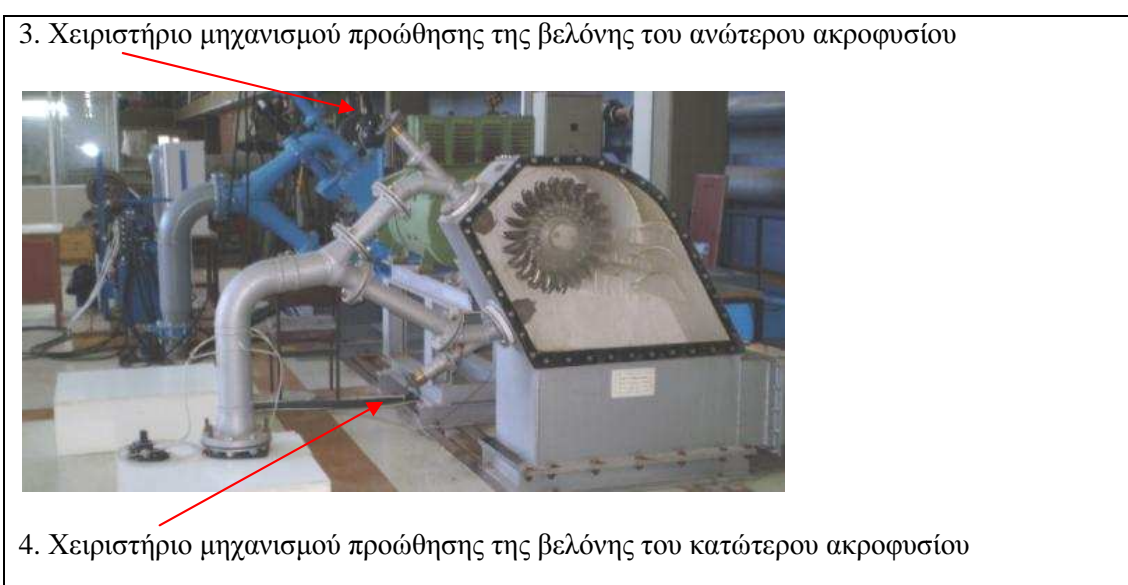 3. Χειριστήριο μηχανισμού προώθησης της βελόνης του ανώτερου ακροφυσίου
4. Χειριστήριο μηχανισμού προώθησης της βελόνης του κατώτερου ακροφυσίου